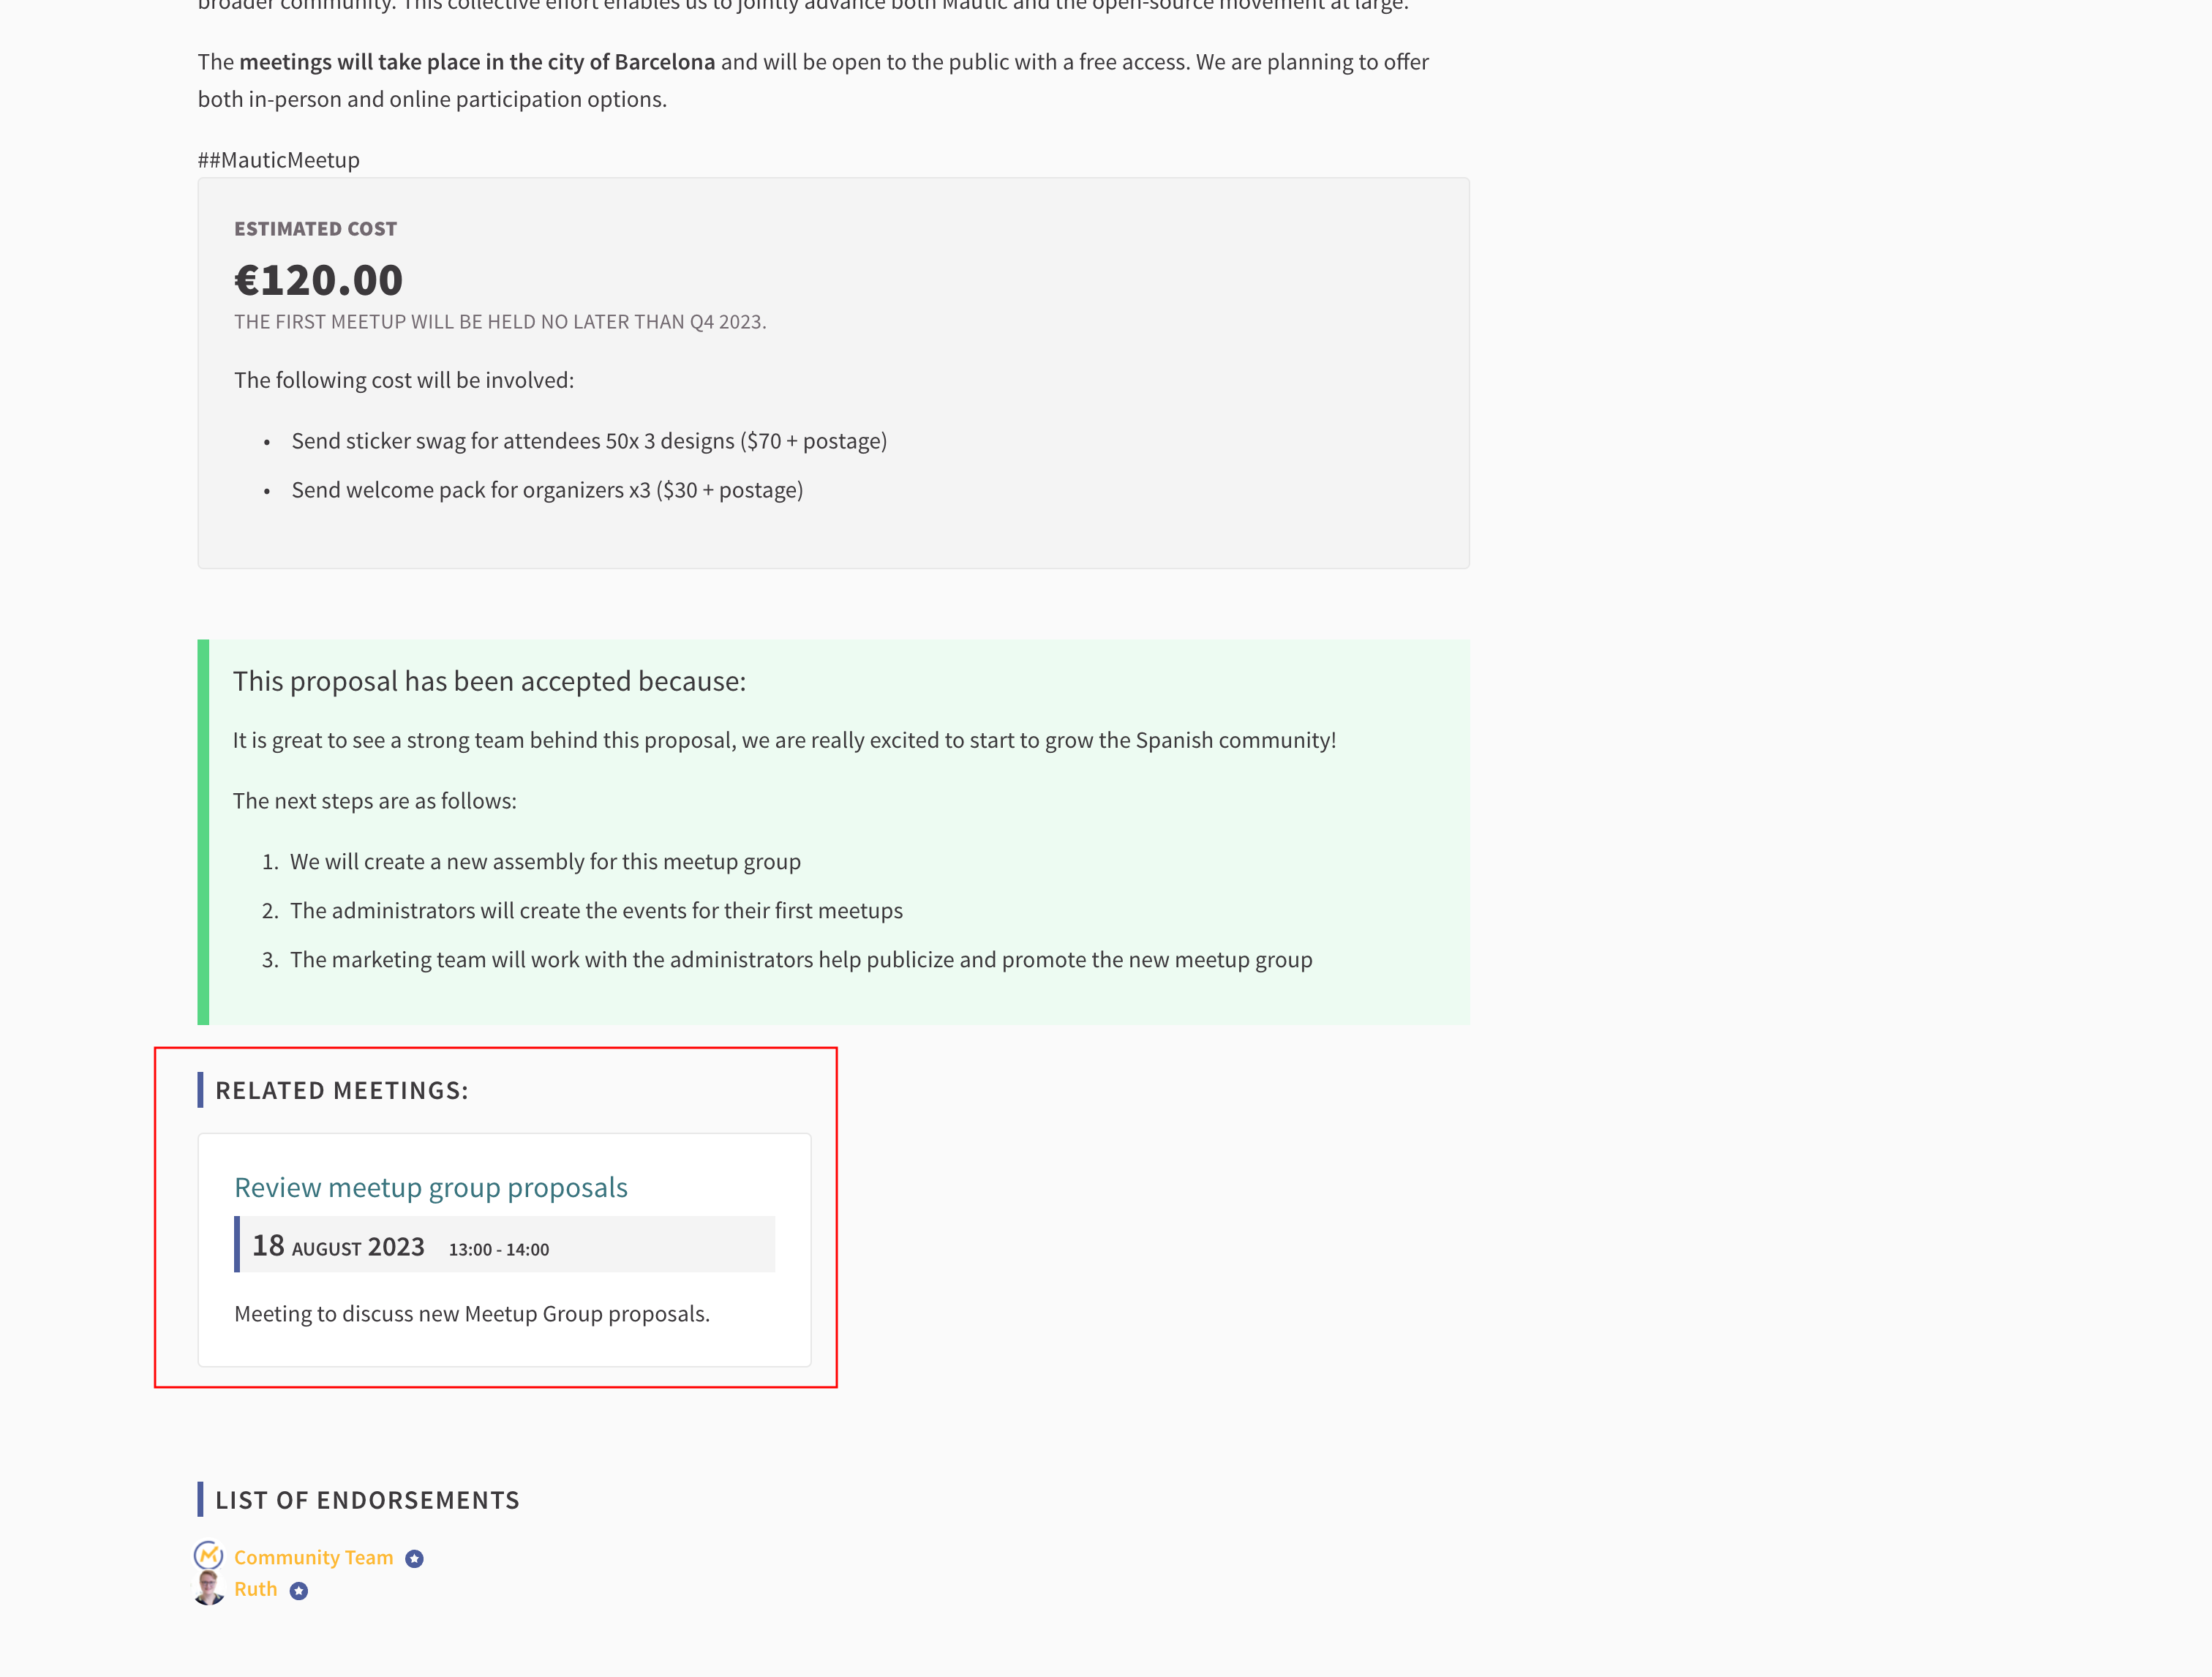 broader community. This collective effort enables us to jointly advance both Mautic and the open-source movement at large.
The meetings will take place in the city of Barcelona and will be open to the public with a free access. We are planning to offer
both in-person and online participation options.
##MauticMeetup
ESTIMATED COST
€120.00
THE FIRST MEETUP WILL BE HELD NO LATER THAN Q4 2023.
The following cost will be involved:
• Send sticker swag for attendees 50x 3 designs ($70 + postage)
• Send welcome pack for organizers x3 ($30 + postage)
This proposal has been accepted because:
It is great to see a strong team behind this proposal, we are really excited to start to grow the Spanish community!
The next steps are as follows:
1. We will create a new assembly for this meetup group
2. The administrators will create the events for their first meetups
3. The marketing team will work with the administrators help publicize and promote the new meetup group
RELATED MEETINGS:
Review meetup group proposals
18 AUGUST 2023 13:00 - 14:00
Meeting to discuss new Meetup Group proposals.
LIST OF ENDORSEMENTS
Community Team
Ruth